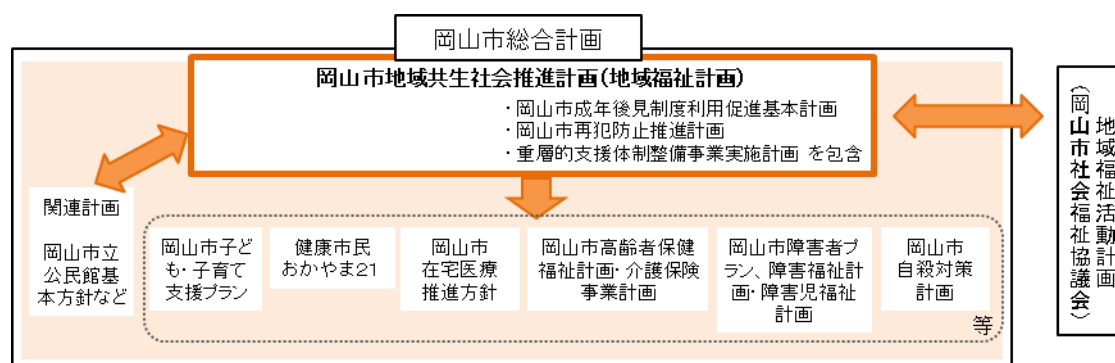 岡山市総合計画
岡山市地域共生社会推進計画(地域福祉計画)
・岡山市成年後見制度利用促進基本計画
・岡山市再犯防止推進計画
・重層的支援体制整備事業実施計画 を包含
関連計画
岡山市立
公民館基
本方針など
岡山市子ど
も・子育て
支援プラン
健康市民
おかやま21
岡山市
在宅医療
推進方針
岡山市高齢者保健
福祉計画・介護保険
事業計画
岡山市障害者プ
ラン、障害福祉計
画・障害児福祉
計画
岡山市
自殺対策
計画
等
地域福祉活動計画
(岡山市社会福祉協議会)